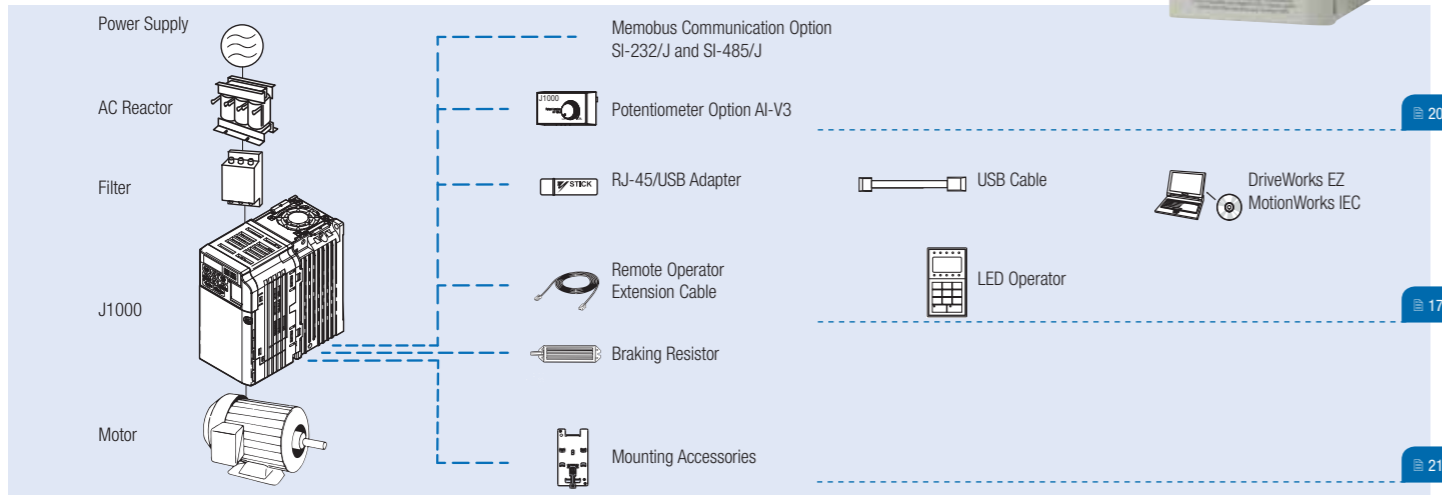 Power Supply
AC Reactor
Filter
J1000
Motor
Memobus Communication Option
SI-232/J and SI-485/J
J1000
Potentiometer Option AI-V3
20
STICK
RJ-45/USB Adapter
USB Cable
DriveWorks EZ
MotionWorks IEC
Remote Operator
Extension Cable
LED Operator
17
Braking Resistor
Mounting Accessories
21